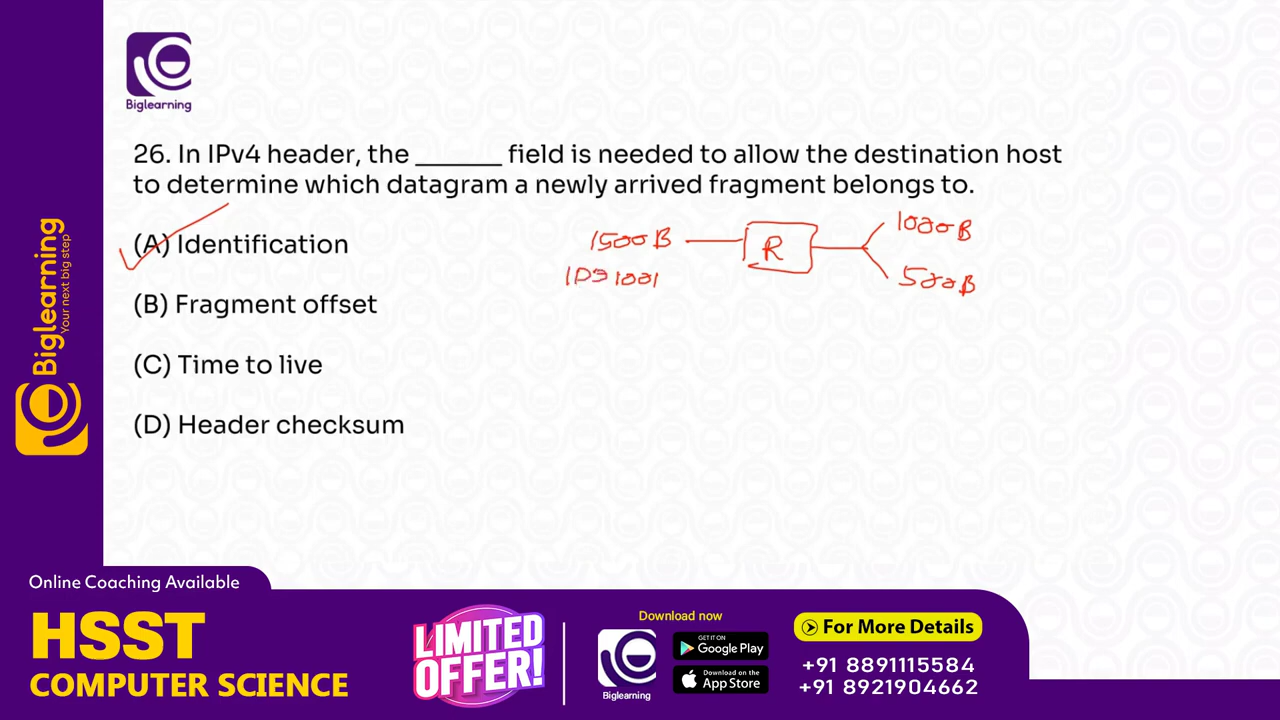 Biglearning
26. In IPv4 header, the ______ field is needed to allow the destination host
to determine which datagram a newly arrived fragment belongs to.
(A) Identification
(B) Fragment offset
(C) Time to live
(D) Header checksum
1500B
R
1000B
500B
1001
Biglearning
Your next big step
Online Coaching Available
HSST
COMPUTER SCIENCE
LIMITED
OFFER!
Download now
Biglearning
GET IT ON
Google Play
Download on the
App Store
For More Details
+91 8891115584
+91 8921904662